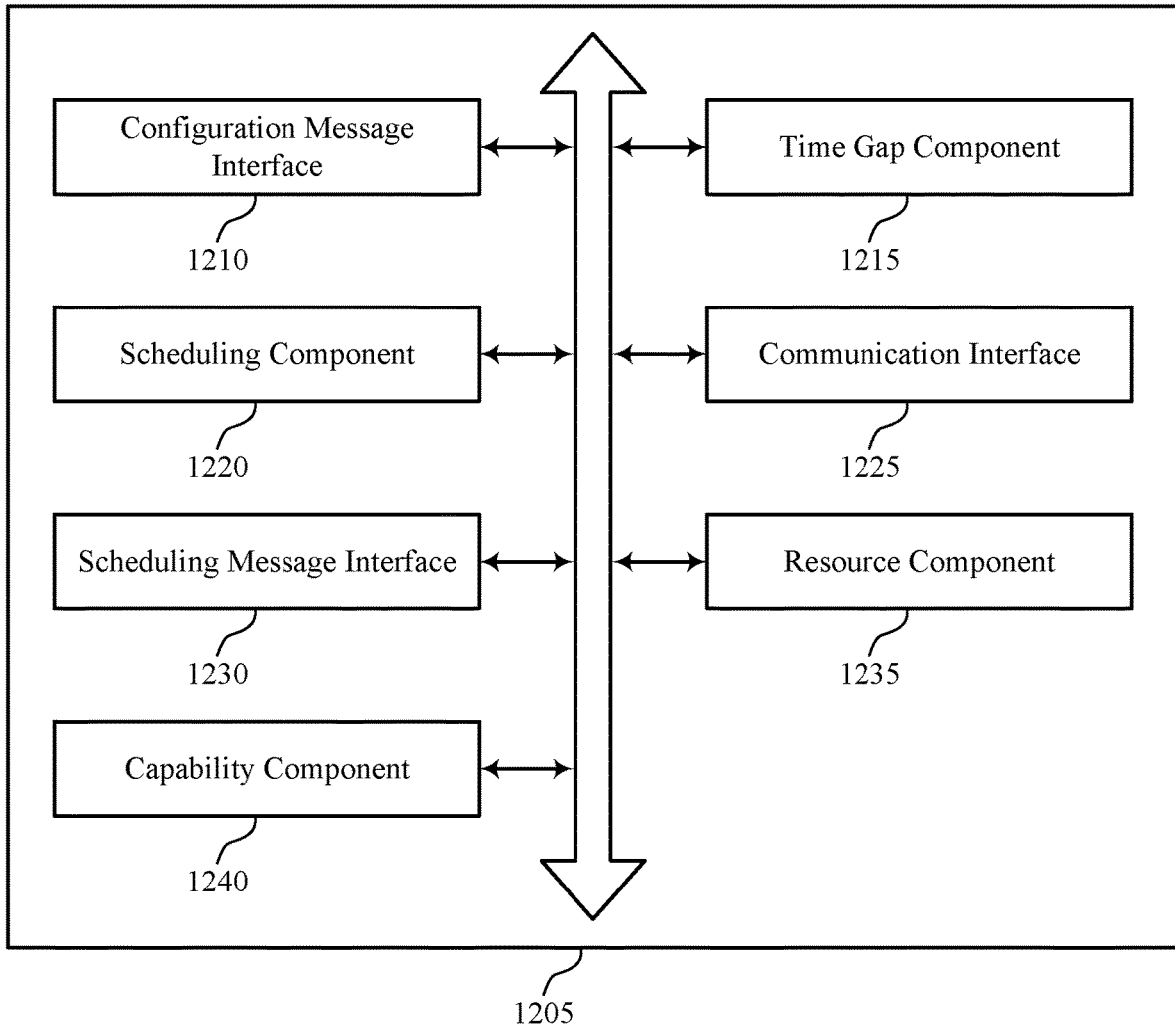 Configuration Message
Interface
1210
Time Gap Component
1215
Scheduling Component
1220
Communication Interface
1225
Scheduling Message Interface
1230
Resource Component
1235
Capability Component
1240
1205